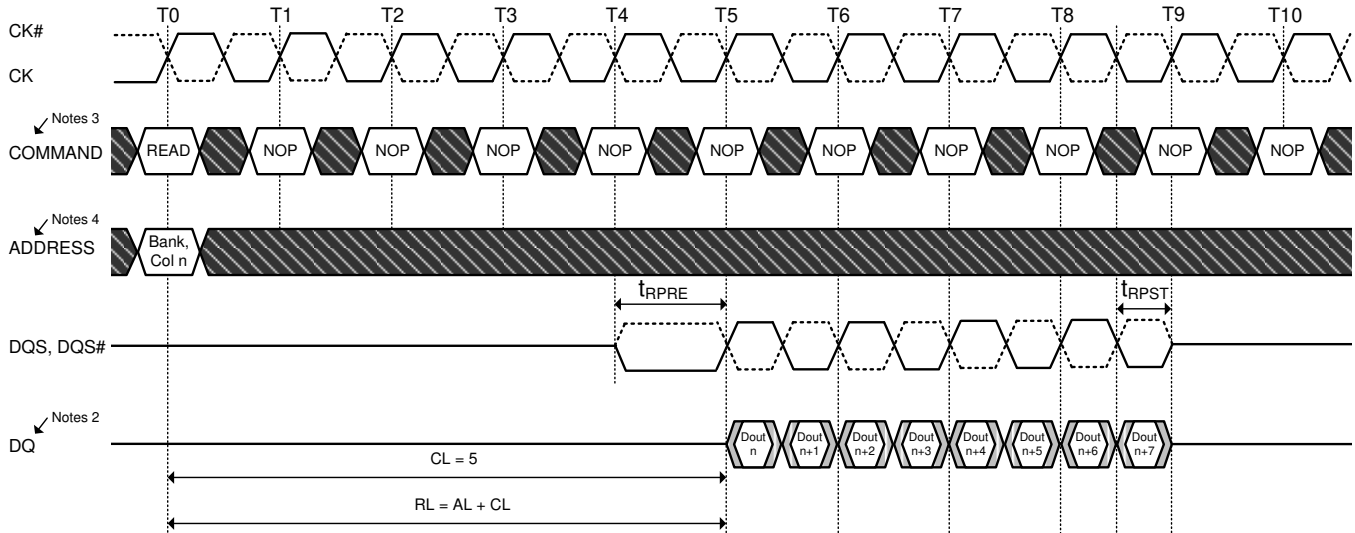 T0 T1 T2 T3 T4 T5 T6 T7 T8 T9 T10
CK#
CK
Notes 3
COMMAND READ NOP NOP NOP NOP NOP NOP NOP NOP NOP NOP
Notes 4
ADDRESS
Bank,
Col n
tRPRE tRPST
DQS, DQS#
Notes 2
DQ
Dout n
Dout n+1
Dout n+2
Dout n+3
Dout n+4
Dout n+5
Dout n+6
Dout n+7
CL = 5
RL = AL + CL